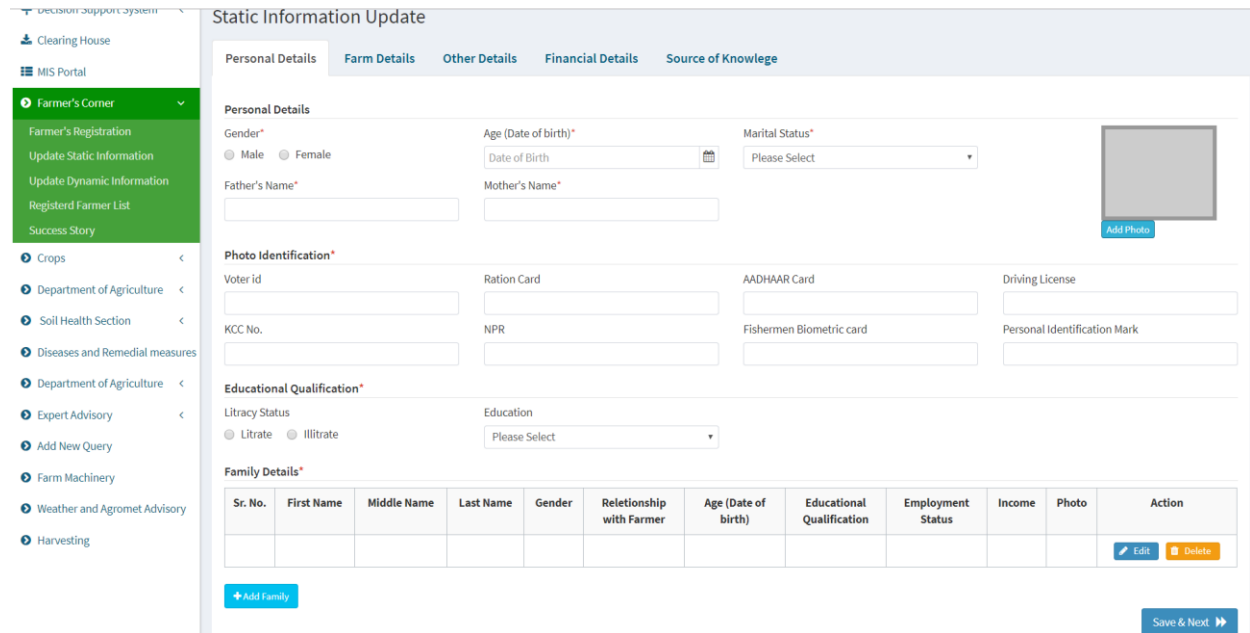 Decision Support System
Clearing House
MIS Portal
Farmer's Corner
Farmer's Registration
Update Static Information
Update Dynamic Information
Registerd Farmer List
Success Story
Crops
Department of Agriculture
Soil Health Section
Diseases and Remedial measures
Department of Agriculture
Expert Advisory
Add New Query
Farm Machinery
Weather and Agromet Advisory
Harvesting
Static Information Update
Personal Details Farm Details Other Details Financial Details Source of Knowlege
Personal Details
Gender* Age (Date of birth)* Marital Status*
Male Female Date of Birth Please Select
Father's Name* Mother's Name*
Add Photo
Photo Identification*
Voter id Ration Card AADHAAR Card Driving License
KCC No. NPR Fishermen Biometric card Personal Identification Mark
Educational Qualification*
Litracy Status Education
Litrate Illitrate Please Select
Family Details*
Sr. No. First Name Middle Name Last Name Gender Reletionship with Farmer Age (Date of birth) Educational Qualification Employment Status Income Photo Action
Edit Delete
+Add Family
Save & Next